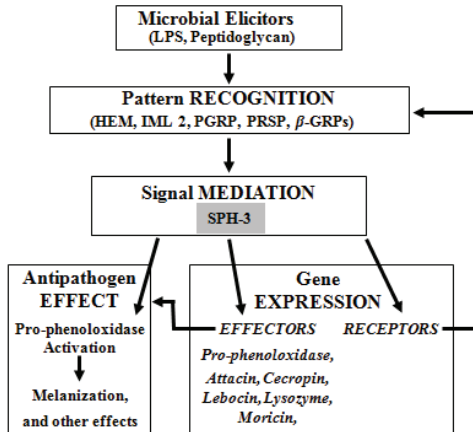 Microbial Elicitors
(LPS, Peptidoglycan)
Pattern RECOGNITION
(HEM, IML 2, PGRP, PRSP, β-GRPs)
Signal MEDIATION
SPH-3
Antipathogen
EFFECT
Pro-phenoloxidase
Activation
Melanization,
and other effects
Gene
EXPRESSION
EFFECTORS RECEPTORS
Pro-phenoloxidase,
Attacin, Cecropin,
Lebocin, Lysozyme,
Moricin,